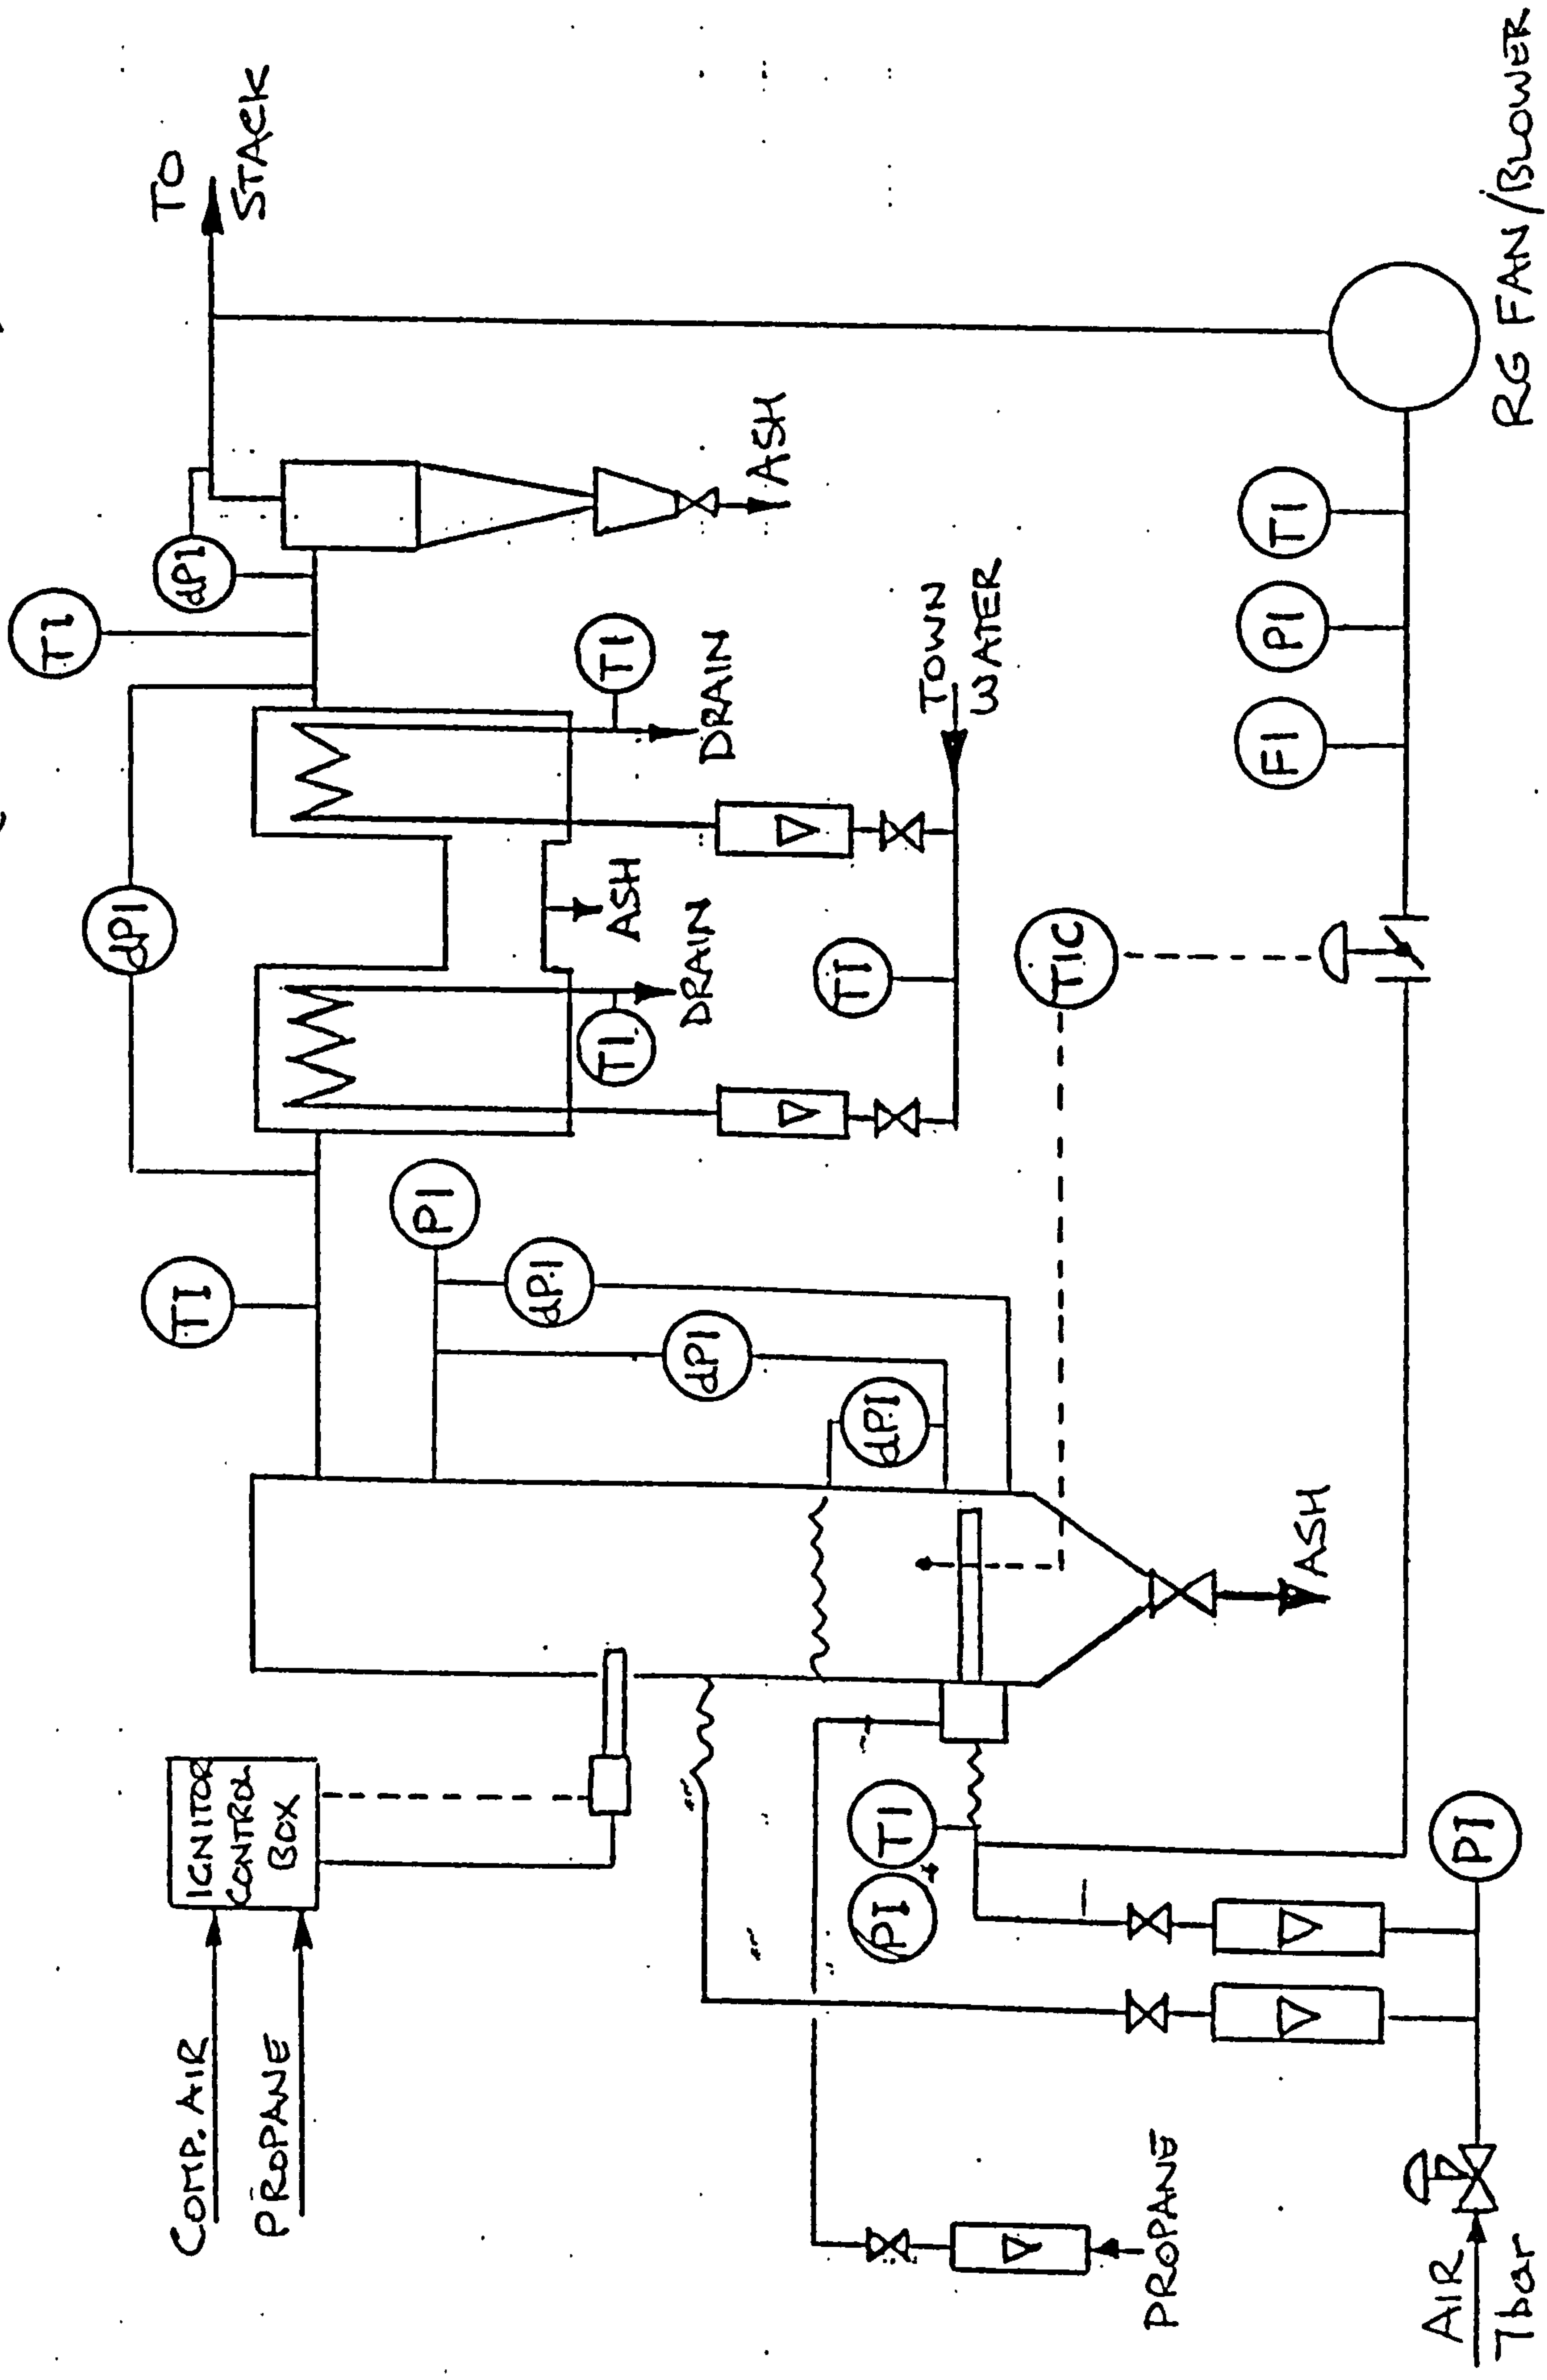 COMP. AIR
PROPANE
IGNITOR
CONTROL
BOX
TI
dPI
TI
dPI
TO
STACK
PI
dPI
dPI
dPI
TI
DRAIN
ASH
TI
DRAIN
ASH
TI
TOWN
WATER
TIC
PI
TI
ASH
PROPANE
AIR
7bar
PI
FI
PI
TI
RG FAN/BLOWER